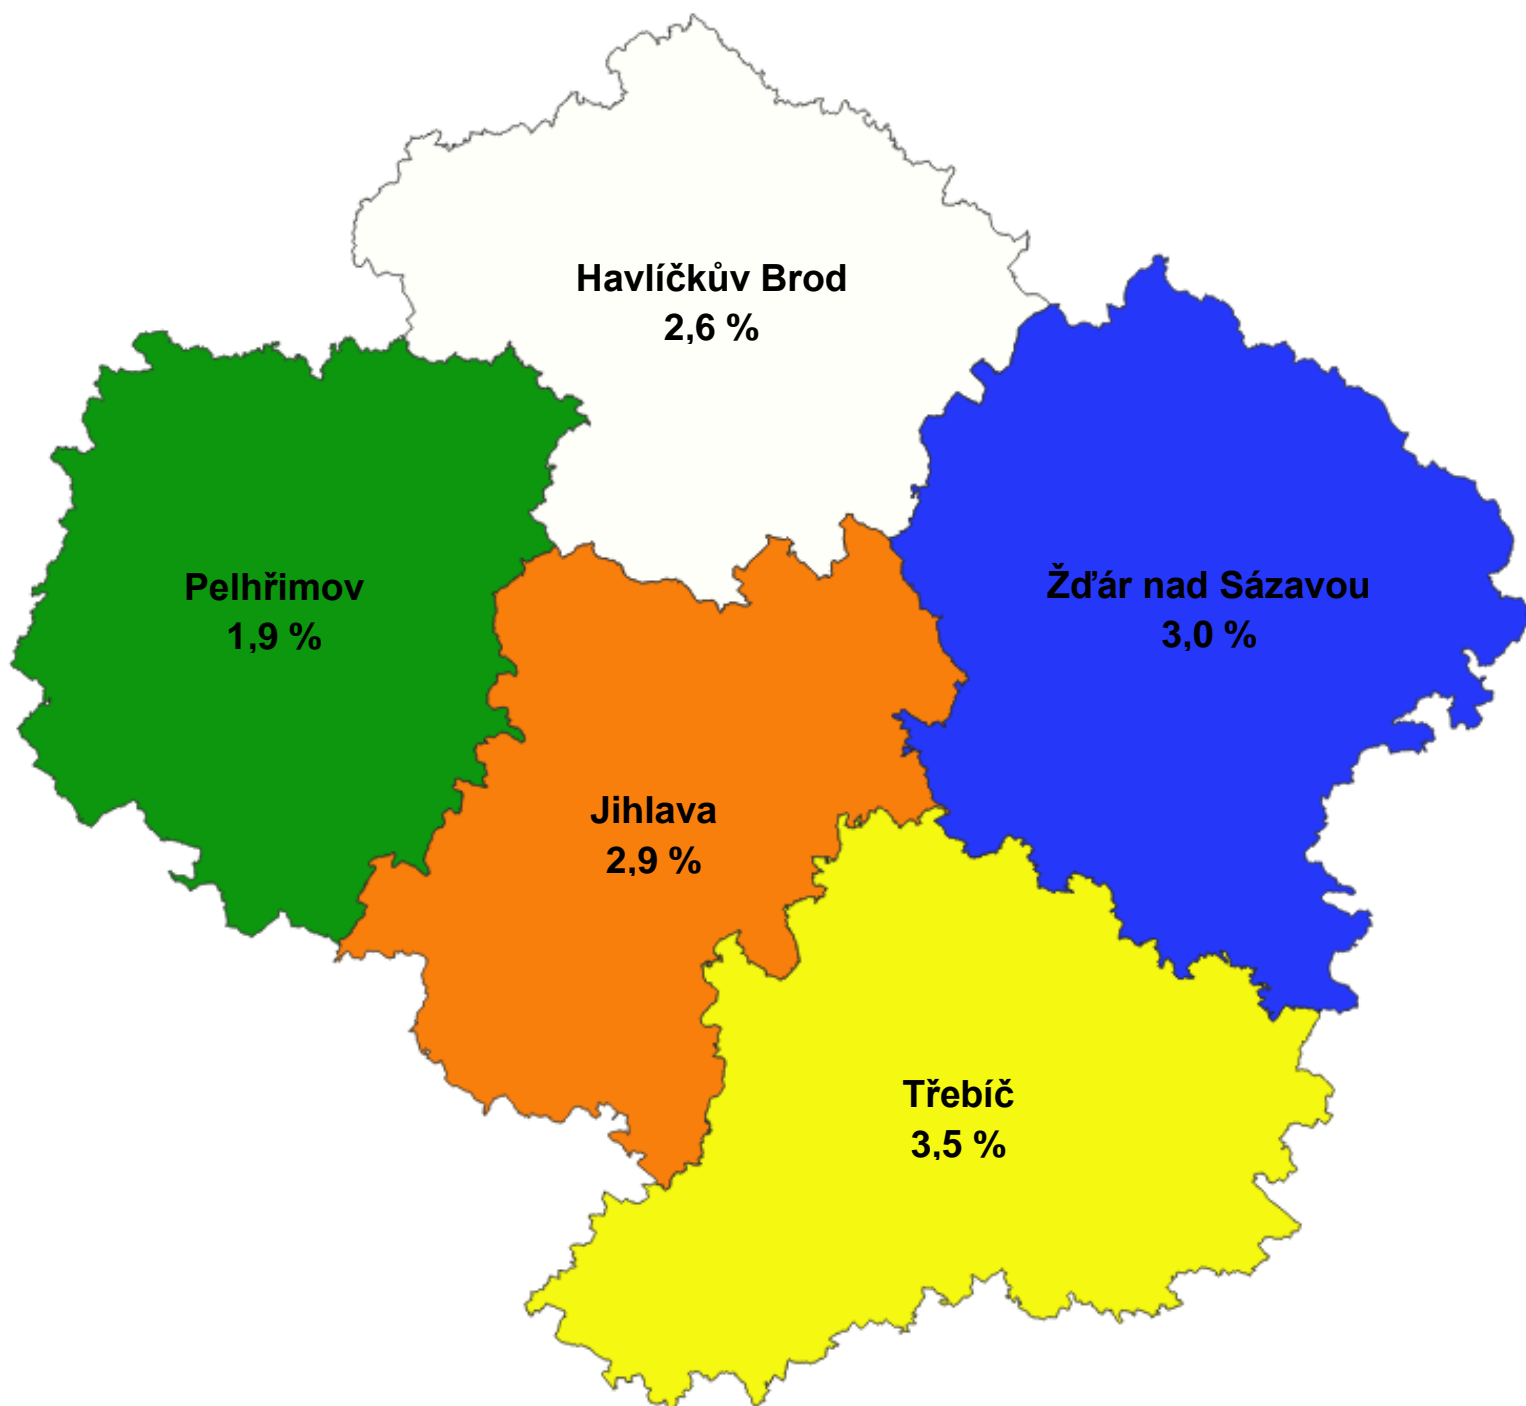 Havlíčkův Brod
2,6 %
Pelhřimov
1,9 %
Žďár nad Sázavou
3,0 %
Jihlava
2,9 %
Třebíč
3,5 %